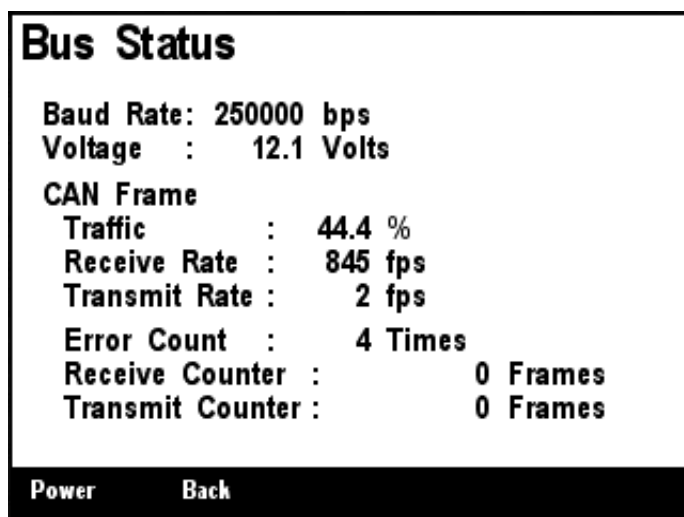 Bus Status
Baud Rate: 250000 bps
Voltage : 12.1 Volts
CAN Frame
Traffic : 44.4 %
Receive Rate : 845 fps
Transmit Rate : 2 fps
Error Count : 4 Times
Receive Counter : 0 Frames
Transmit Counter : 0 Frames
Power Back